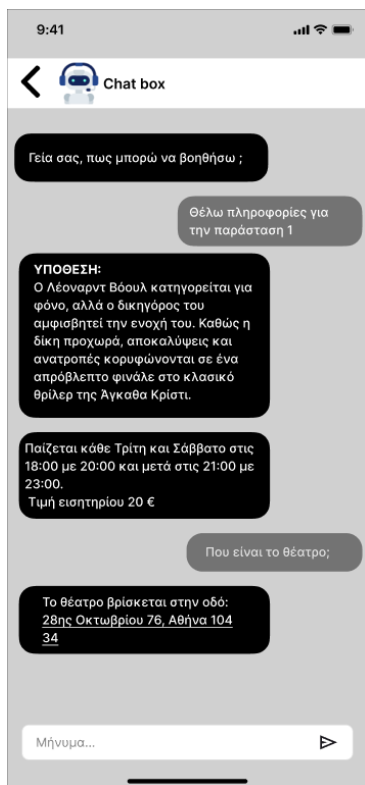 9:41
Chat box
Γεία σας, πως μπορώ να βοηθήσω ;
Θέλω πληροφορίες για
την παράσταση 1
ΥΠΟΘΕΣΗ:
Ο Λέοναρντ Βόουλ κατηγορείται για
φόνο, αλλά ο δικηγόρος του
αμφισβητεί την ενοχή του. Καθώς η
δίκη προχωρά, αποκαλύψεις και
ανατροπές κορυφώνονται σε ένα
απρόβλεπτο φινάλε στο κλασικό
θρίλερ της Άγκαθα Κρίστι.
Παίζεται κάθε Τρίτη και Σάββατο στις
18:00 με 20:00 και μετά στις 21:00 με
23:00.
Τιμή εισητηρίου 20 €
Που είναι το θέατρο;
Το θέατρο βρίσκεται στην οδό:
28ης Οκτωβρίου 76, Αθήνα 104
34
Μήνυμα...